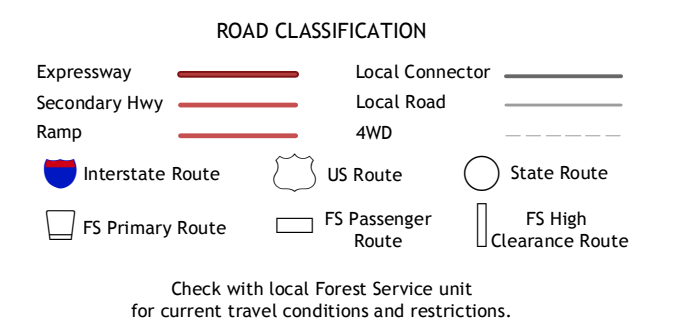 ROAD CLASSIFICATION
Expressway
Local Connector
Secondary Hwy
Local Road
Ramp
4WD
Interstate Route
US Route
State Route
FS Primary Route
FS Passenger
Route
FS High
Clearance Route
Check with local Forest Service unit
for current travel conditions and restrictions.